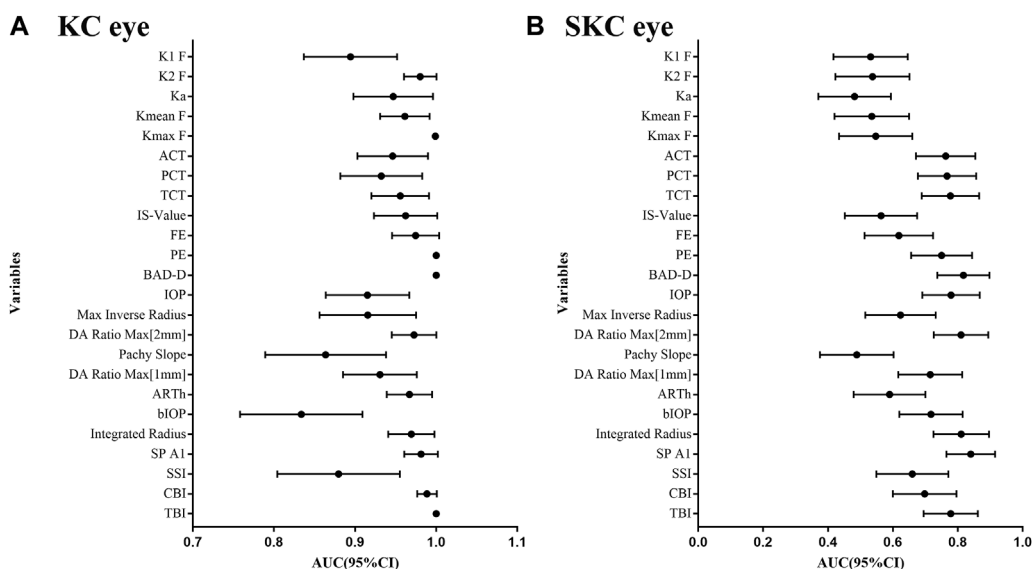 A KC eye
K1 F
K2 F
Ka
Kmean F
Kmax F
ACT
PCT
TCT
IS-Value
FE
PE
BAD-D
IOP
Max Inverse Radius
DA Ratio Max[2mm]
Pachy Slope
DA Ratio Max[1mm]
ARTh
bIOP
Integrated Radius
SP A1
SSI
CBI
TBI
Variables
0.7 0.8 0.9 1.0 1.1
AUC(95%CI)
B SKC eye
K1 F
K2 F
Ka
Kmean F
Kmax F
ACT
PCT
TCT
IS-Value
FE
PE
BAD-D
IOP
Max Inverse Radius
DA Ratio Max[2mm]
Pachy Slope
DA Ratio Max[1mm]
ARTh
bIOP
Integrated Radius
SP A1
SSI
CBI
TBI
Variables
0.0 0.2 0.4 0.6 0.8 1.0
AUC(95%CI)